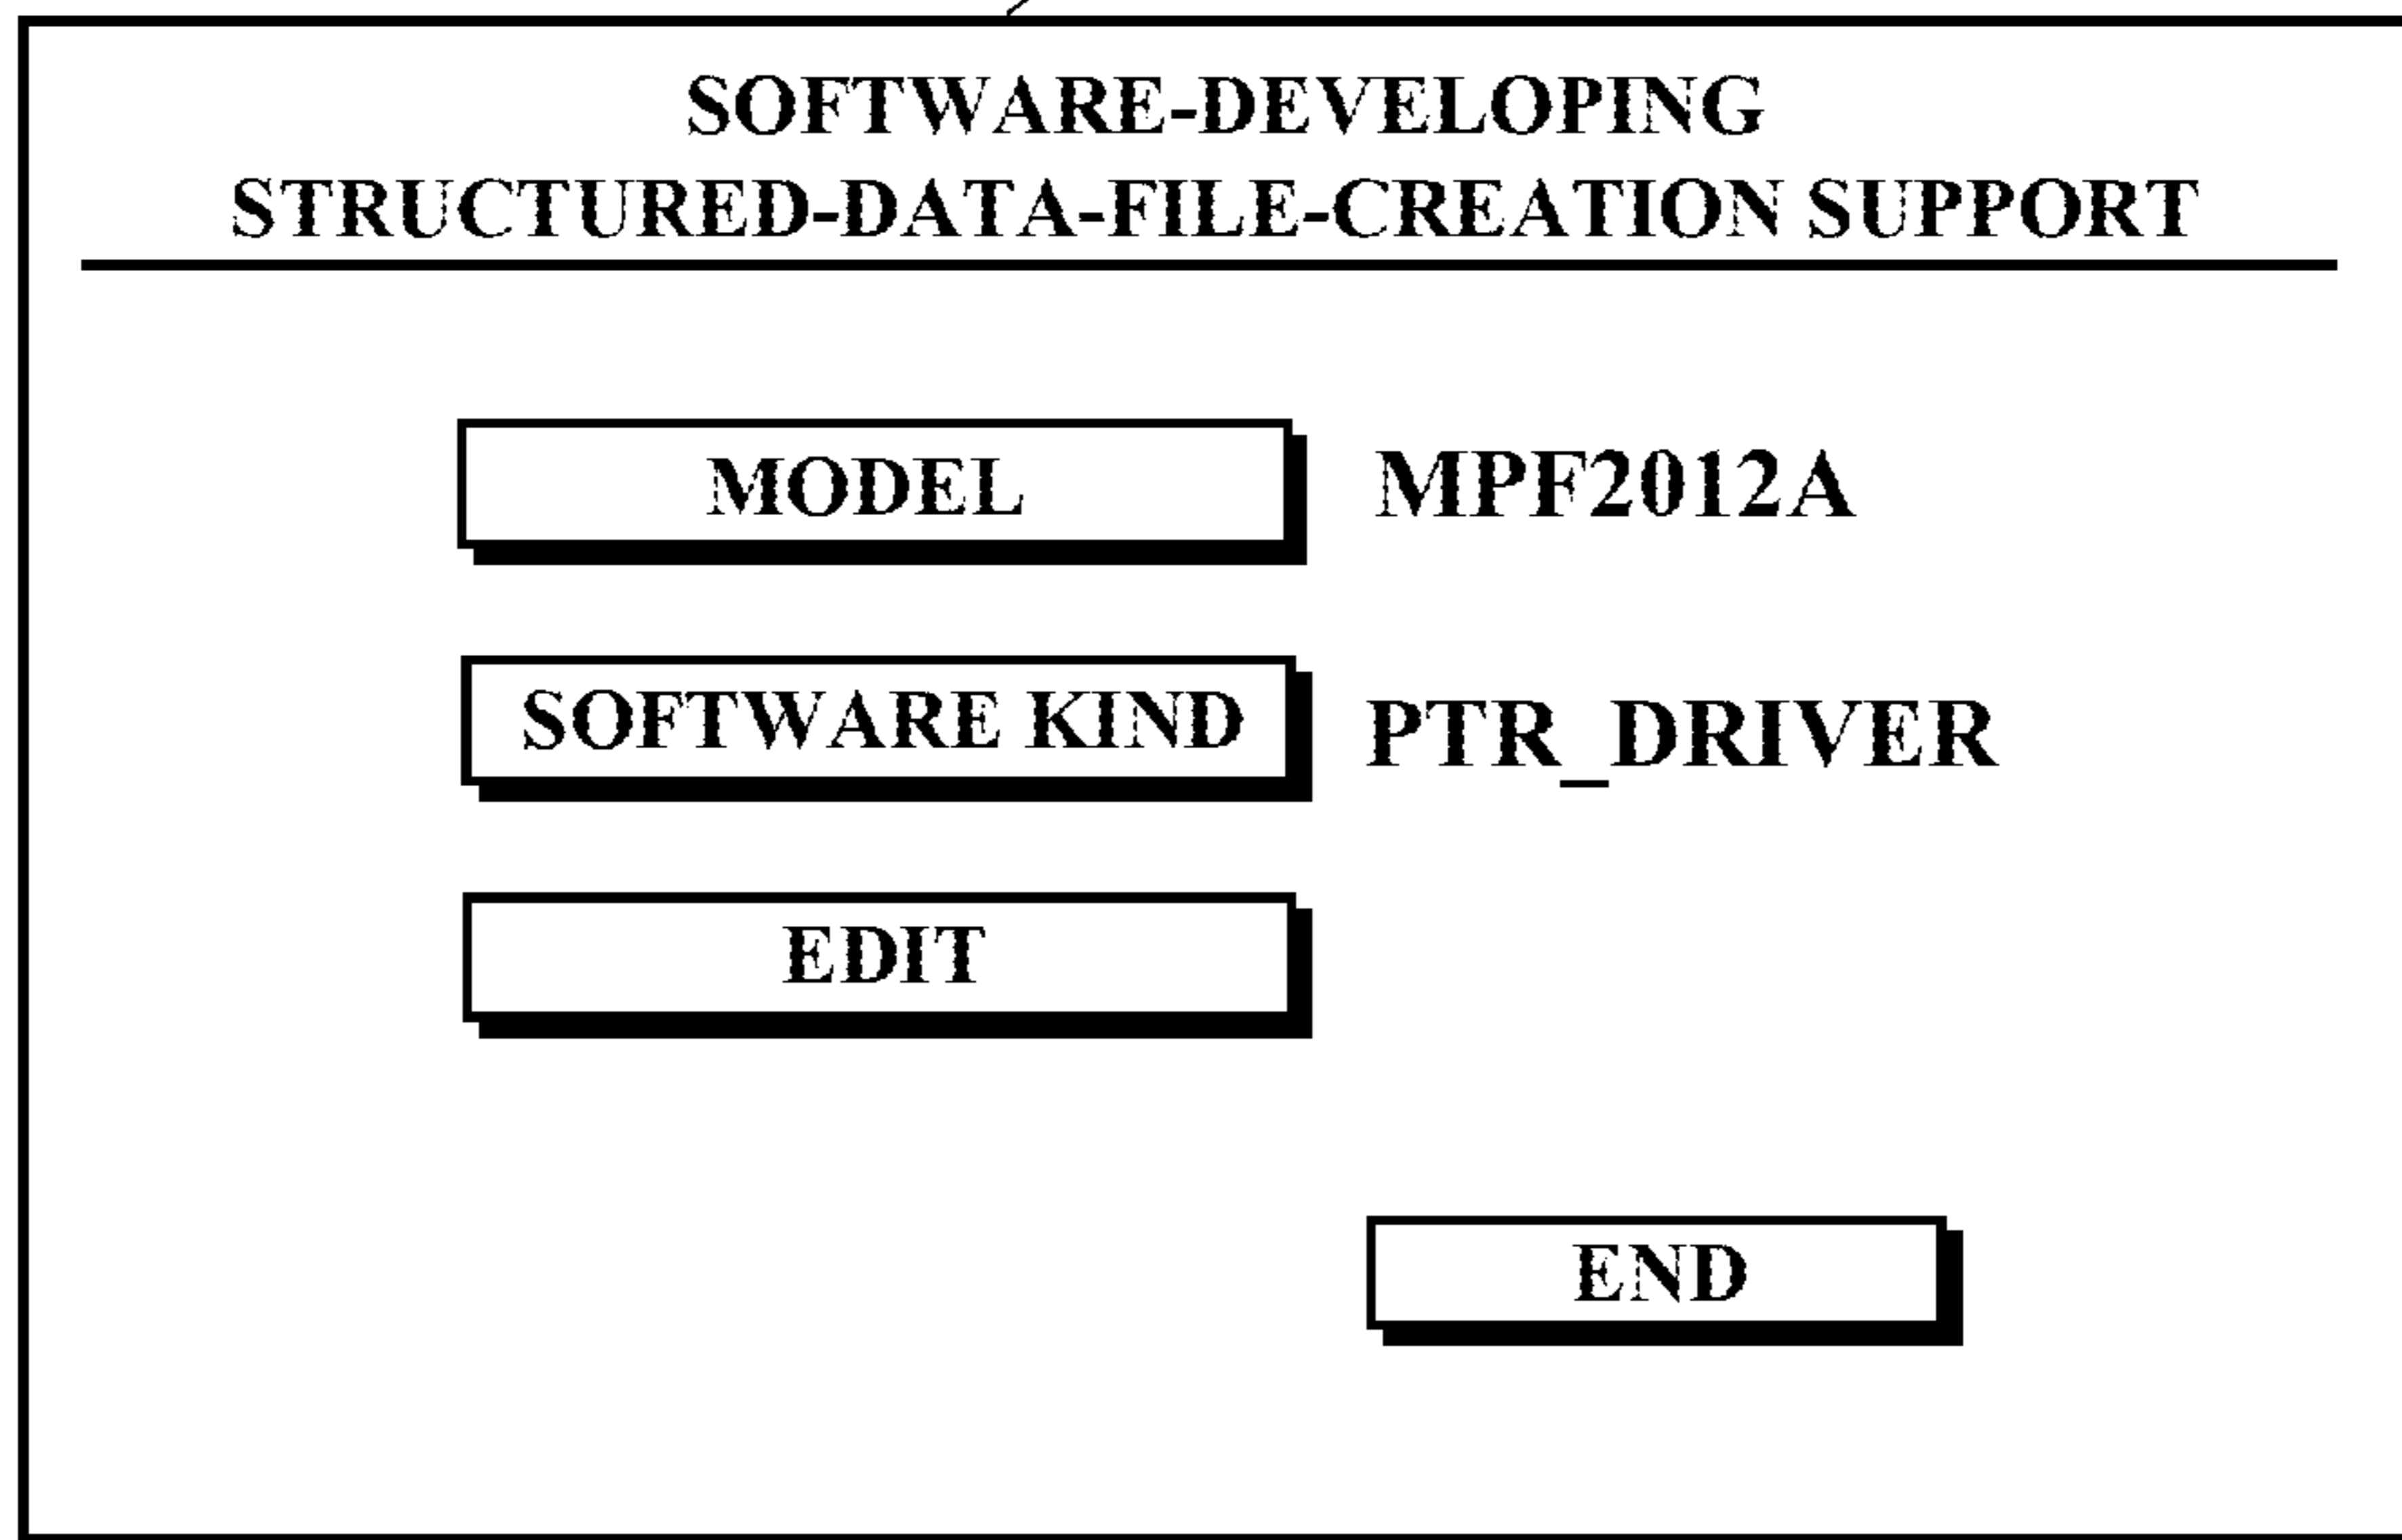 SOFTWARE-DEVELOPING
STRUCTURED-DATA-FILE-CREATION SUPPORT
MODEL MPF2012A
SOFTWARE KIND PTR_DRIVER
EDIT
END